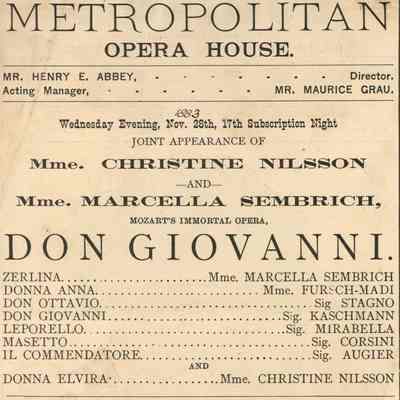 METROPOLITAN
OPERA HOUSE.
MR. HENRY E. ABBEY, - - - - - - Director.
Acting Manager, - - - - - MR. MAURICE GRAU.
1883
Wednesday Evening, Nov. 28th, 17th Subscription Night
JOINT APPEARANCE OF
Mme. CHRISTINE NILSSON
—AND—
Mme. MARCELLA SEMBRICH,
MOZART'S IMMORTAL OPERA,
DON GIOVANNI.
ZERLINA....................Mme. MARCELLA SEMBRICH
DONNA ANNA....................Mme. FURSCH-MADI
DON OTTAVIO....................Sig STAGNO
DON GIOVANNI....................Sig. KASCHMANN
LEPORELLO....................Sig. MIRABELLA
MASETTO....................Sig. CORSINI
IL COMMENDATORE....................Sig. AUGIER
AND
DONNA ELVIRA....................Mme. CHRISTINE NILSSON